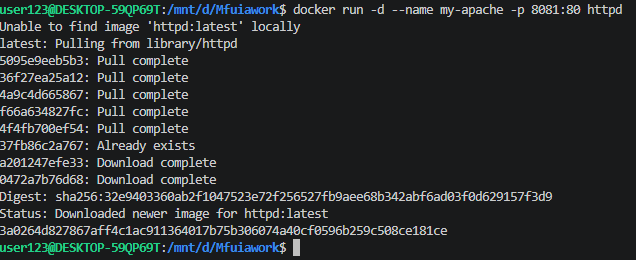 user123@DESKTOP-59QP69T:/mnt/d/Mfuiawork$ docker run -d --name my-apache -p 8081:80 httpd
Unable to find image 'httpd:latest' locally
latest: Pulling from library/httpd
5095e9eeb5b3: Pull complete
36f27ea25a12: Pull complete
4a9c4d665867: Pull complete
f66a634827fc: Pull complete
4f4fb700ef54: Pull complete
37fb86c2a767: Already exists
a201247efe33: Download complete
0472a7b76d68: Download complete
Digest: sha256:32e9403360ab2f1047523e72f256527fb9aee68b342abf6ad03f0d629157f3d9
Status: Downloaded newer image for httpd:latest
3a0264d827867aff4c1ac911364017b75b306074a40cf0596b259c508ce181ce
user123@DESKTOP-59QP69T:/mnt/d/Mfuiawork$